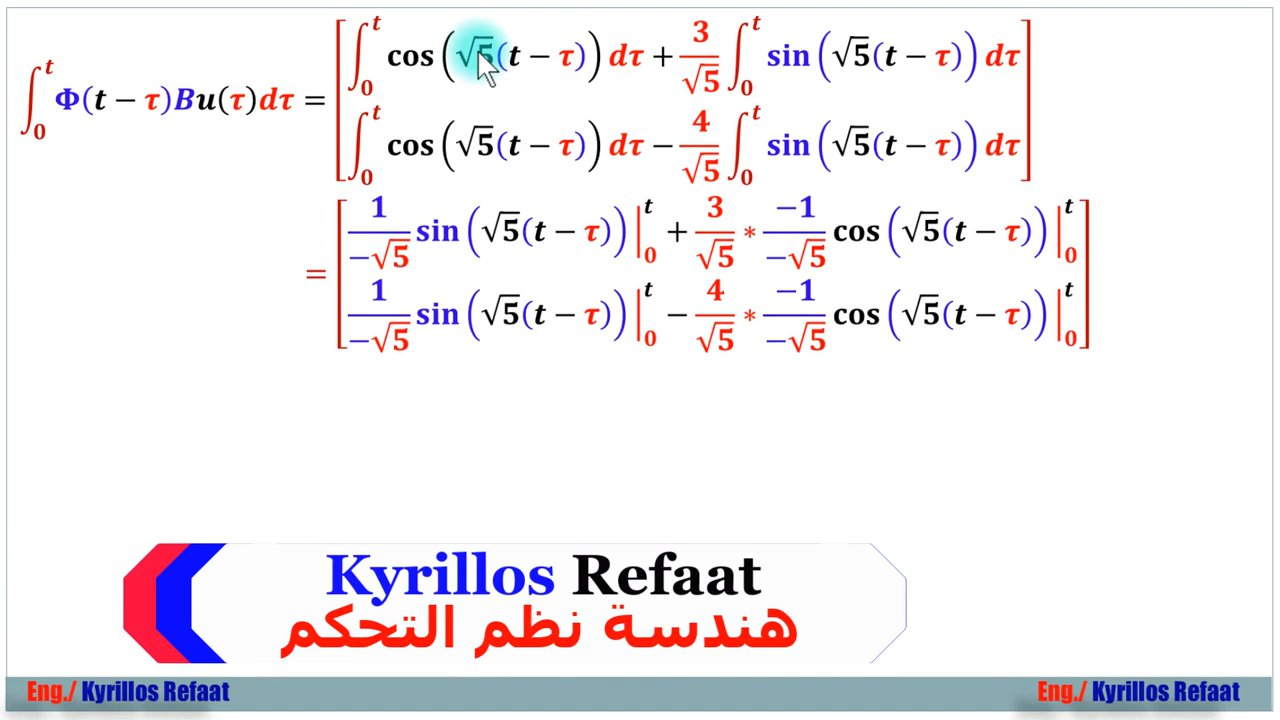 ∫₀ᵗ Φ(t − τ)Bu(τ)dτ = [ ∫₀ᵗ cos(√5(t − τ)) dτ + 3/√5 ∫₀ᵗ sin(√5(t − τ)) dτ
∫₀ᵗ cos(√5(t − τ)) dτ − 4/√5 ∫₀ᵗ sin(√5(t − τ)) dτ ]
= [ 1/−√5 sin(√5(t − τ))|₀ᵗ + 3/√5 * −1/−√5 cos(√5(t − τ))|₀ᵗ
1/−√5 sin(√5(t − τ))|₀ᵗ − 4/√5 * −1/−√5 cos(√5(t − τ))|₀ᵗ ]
Kyrillos Refaat
هندسة نظم التحكم
Eng./ Kyrillos Refaat
Eng./ Kyrillos Refaat